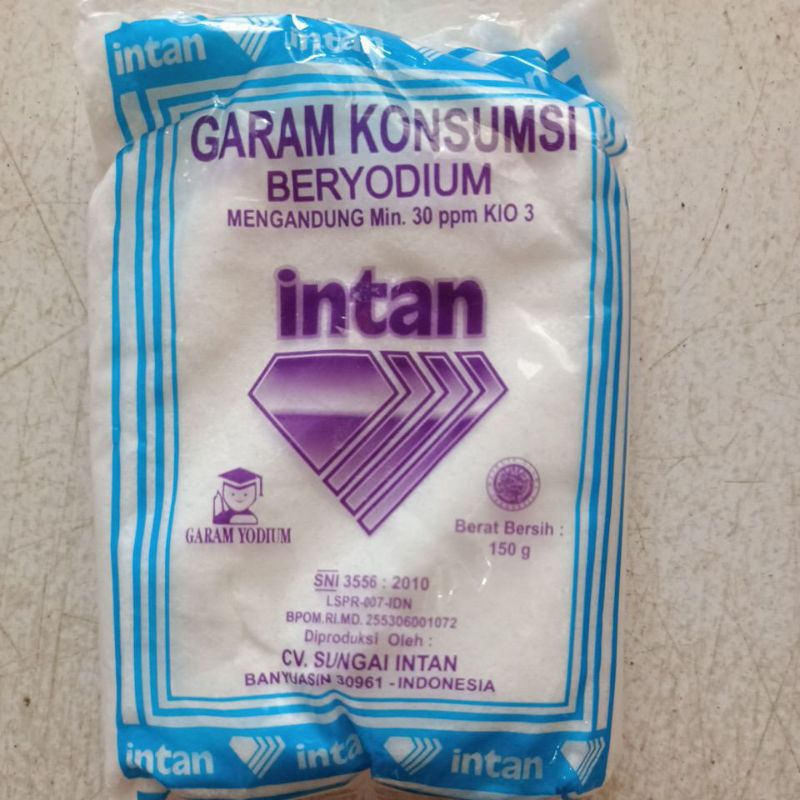 intan intan
GARAM KONSUMSI
BERYODIUM
MENGANDUNG Min. 30 ppm KIO 3
intan
GARAM YODIUM
Berat Bersih :
150 g
SNI 3556 : 2010
LSPR-007-IDN
BPOM.RI.MD. 255306001072
Diproduksi Oleh :
CV. SUNGAI INTAN
BANYUASIN 30961 - INDONESIA
intan intan intan